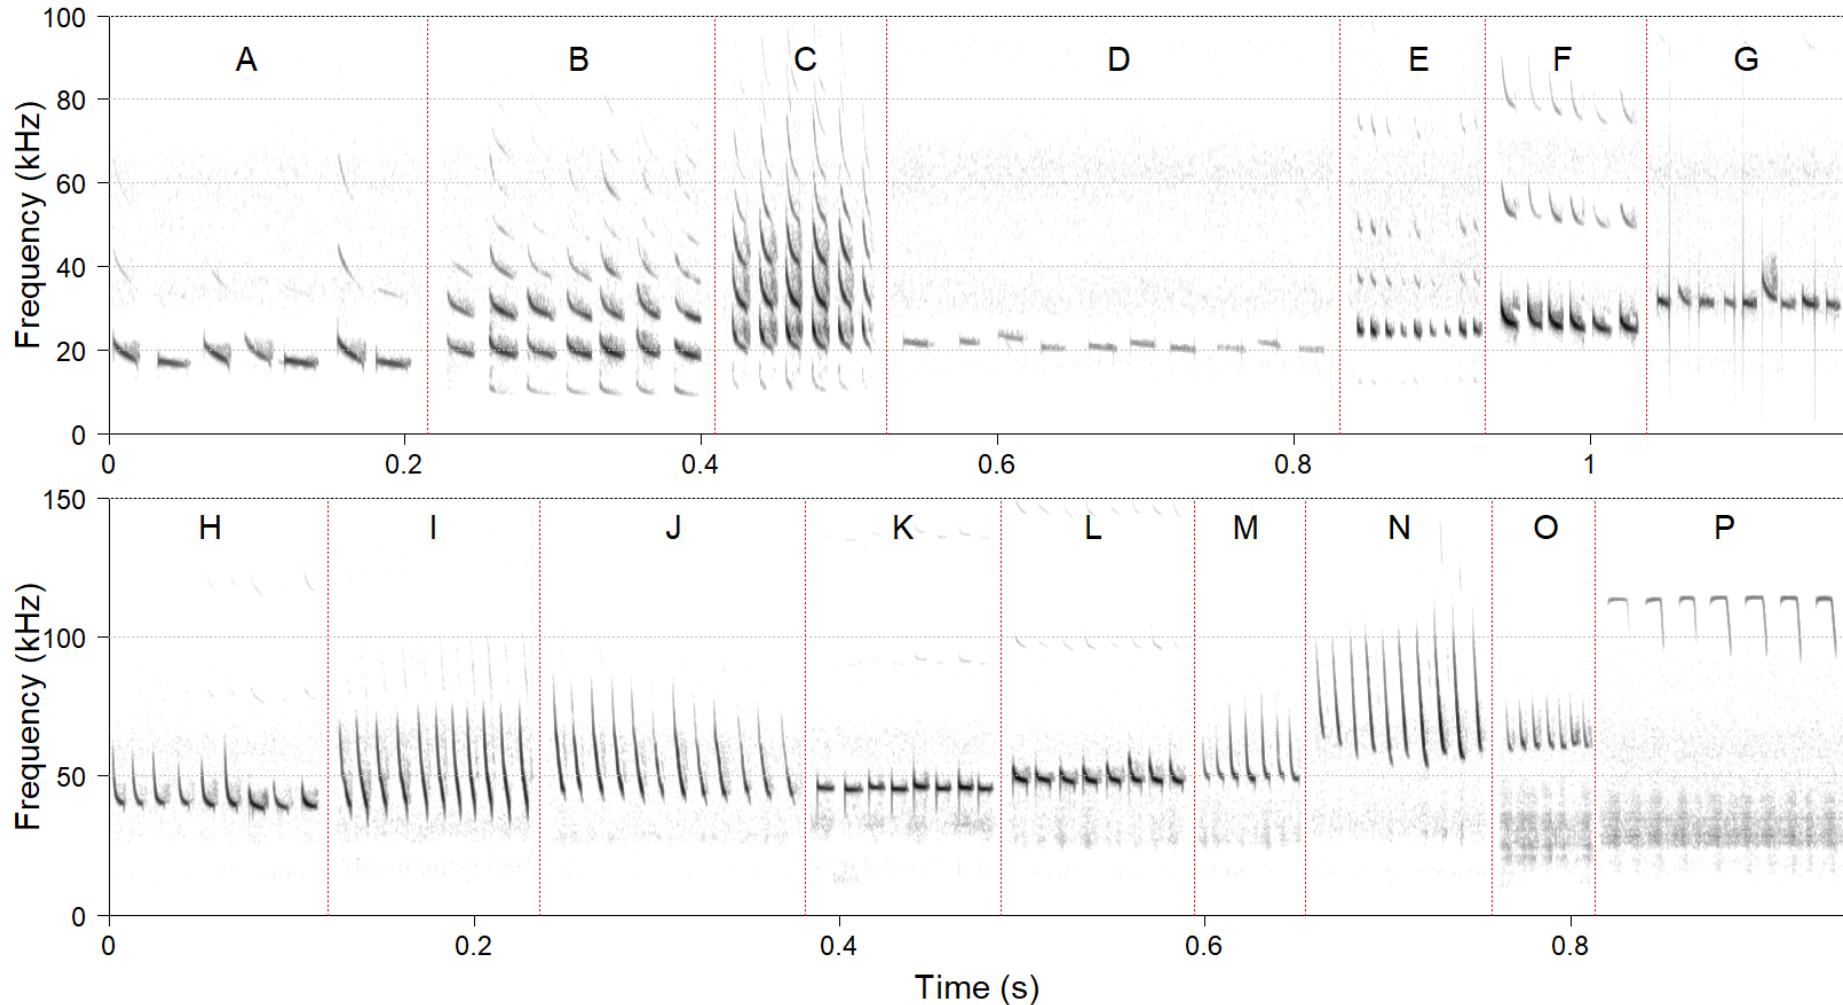 100
A B C D E F G
80
60
40
20
0
Frequency (kHz)
0 0.2 0.4 0.6 0.8 1
150
H I J K L M N O P
100
50
0
Frequency (kHz)
0 0.2 0.4 0.6 0.8
Time (s)